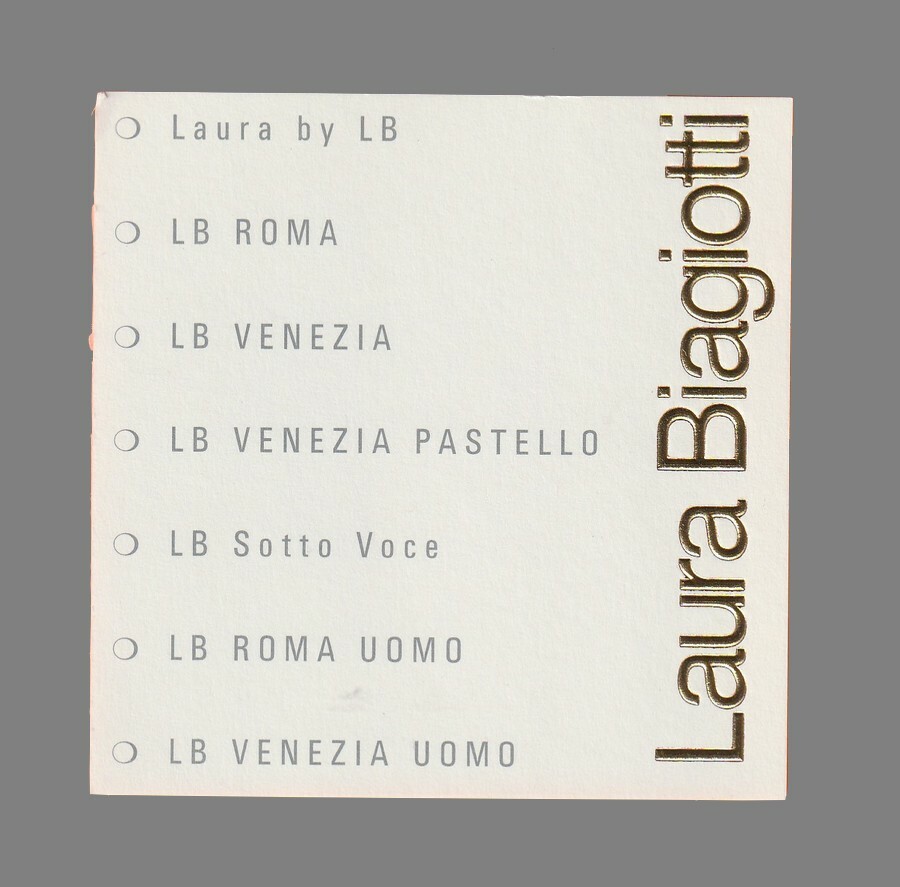 Laura by LB
LB ROMA
LB VENEZIA
LB VENEZIA PASTELLO
LB Sotto Voce
LB ROMA UOMO
LB VENEZIA UOMO
Laura Biagiotti